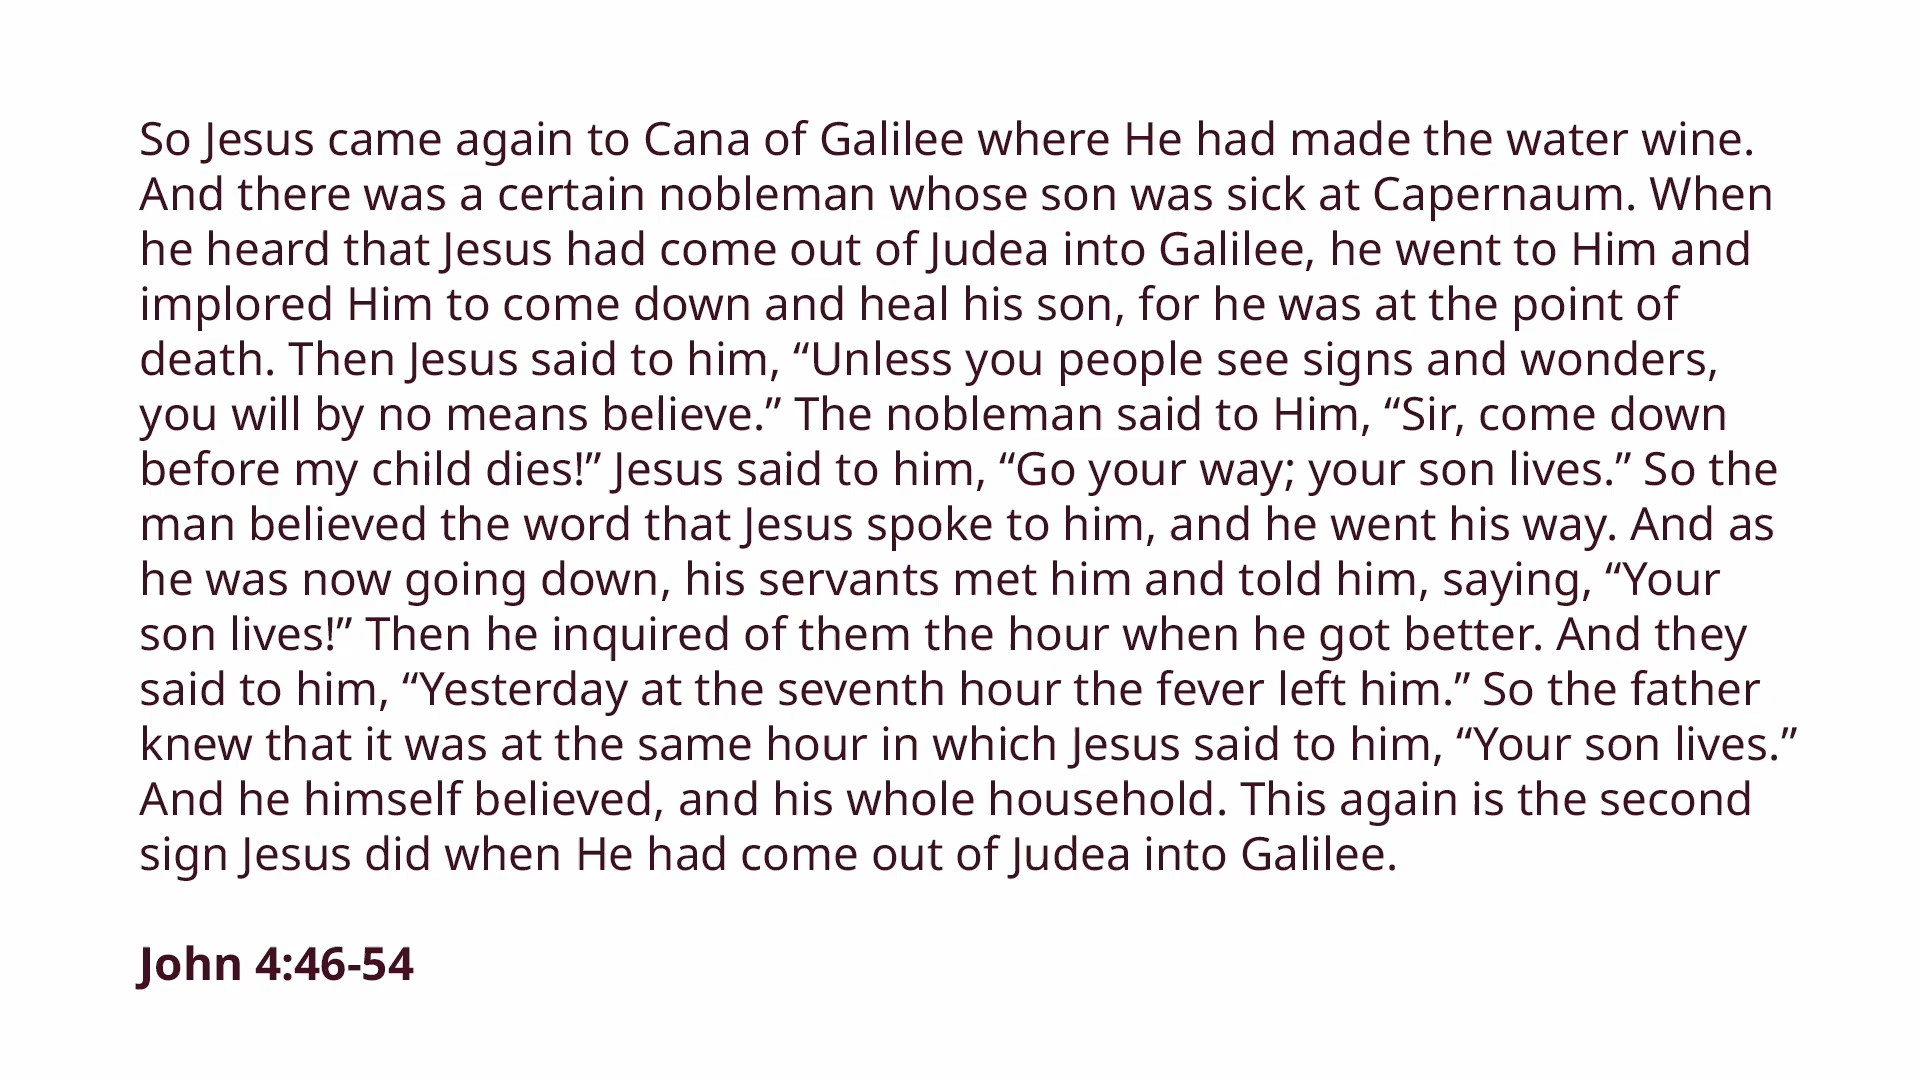 So Jesus came again to Cana of Galilee where He had made the water wine.
And there was a certain nobleman whose son was sick at Capernaum. When
he heard that Jesus had come out of Judea into Galilee, he went to Him and
implored Him to come down and heal his son, for he was at the point of
death. Then Jesus said to him, “Unless you people see signs and wonders,
you will by no means believe.” The nobleman said to Him, “Sir, come down
before my child dies!” Jesus said to him, “Go your way; your son lives.” So the
man believed the word that Jesus spoke to him, and he went his way. And as
he was now going down, his servants met him and told him, saying, “Your
son lives!” Then he inquired of them the hour when he got better. And they
said to him, “Yesterday at the seventh hour the fever left him.” So the father
knew that it was at the same hour in which Jesus said to him, “Your son lives.”
And he himself believed, and his whole household. This again is the second
sign Jesus did when He had come out of Judea into Galilee.
John 4:46-54